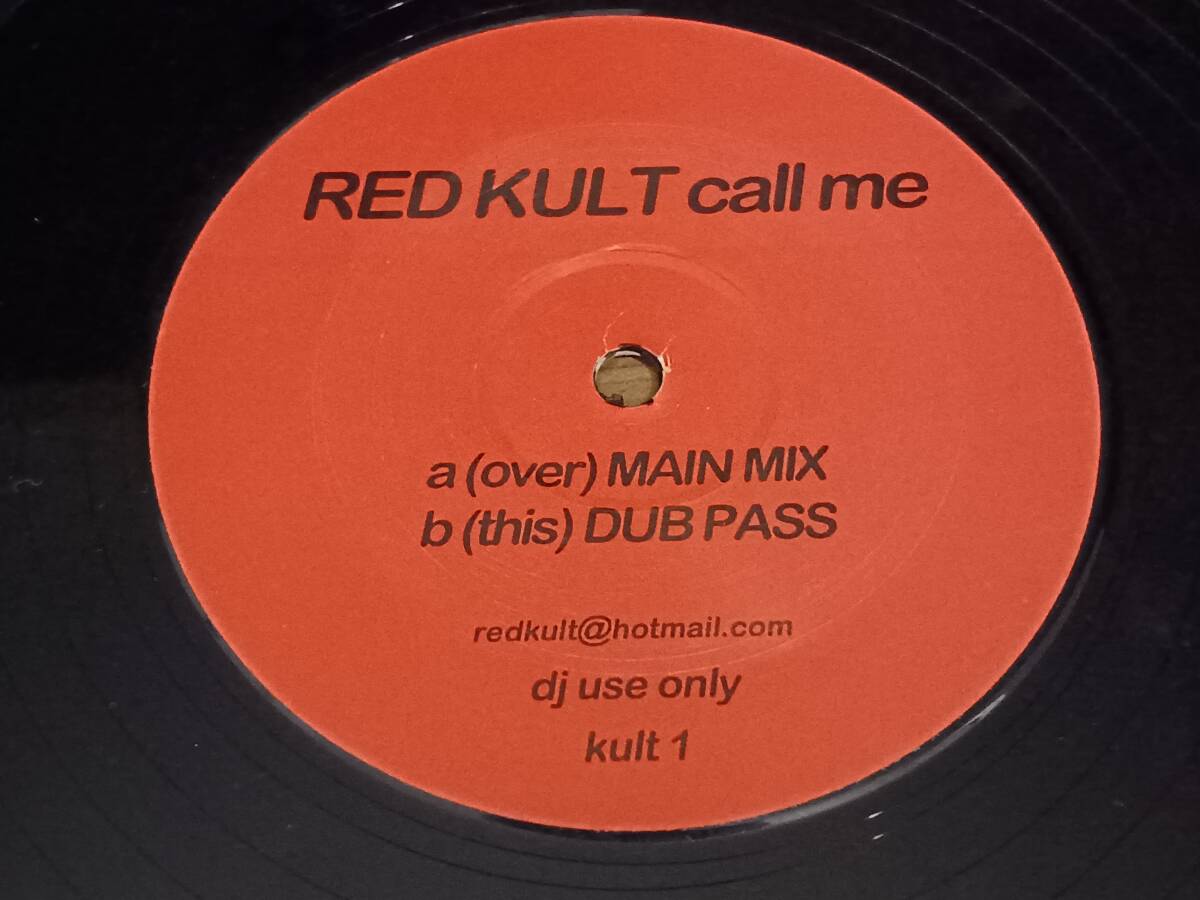 RED KULT call me
a (over) MAIN MIX
b (this) DUB PASS
redkult@hotmail.com
dj use only
kult 1